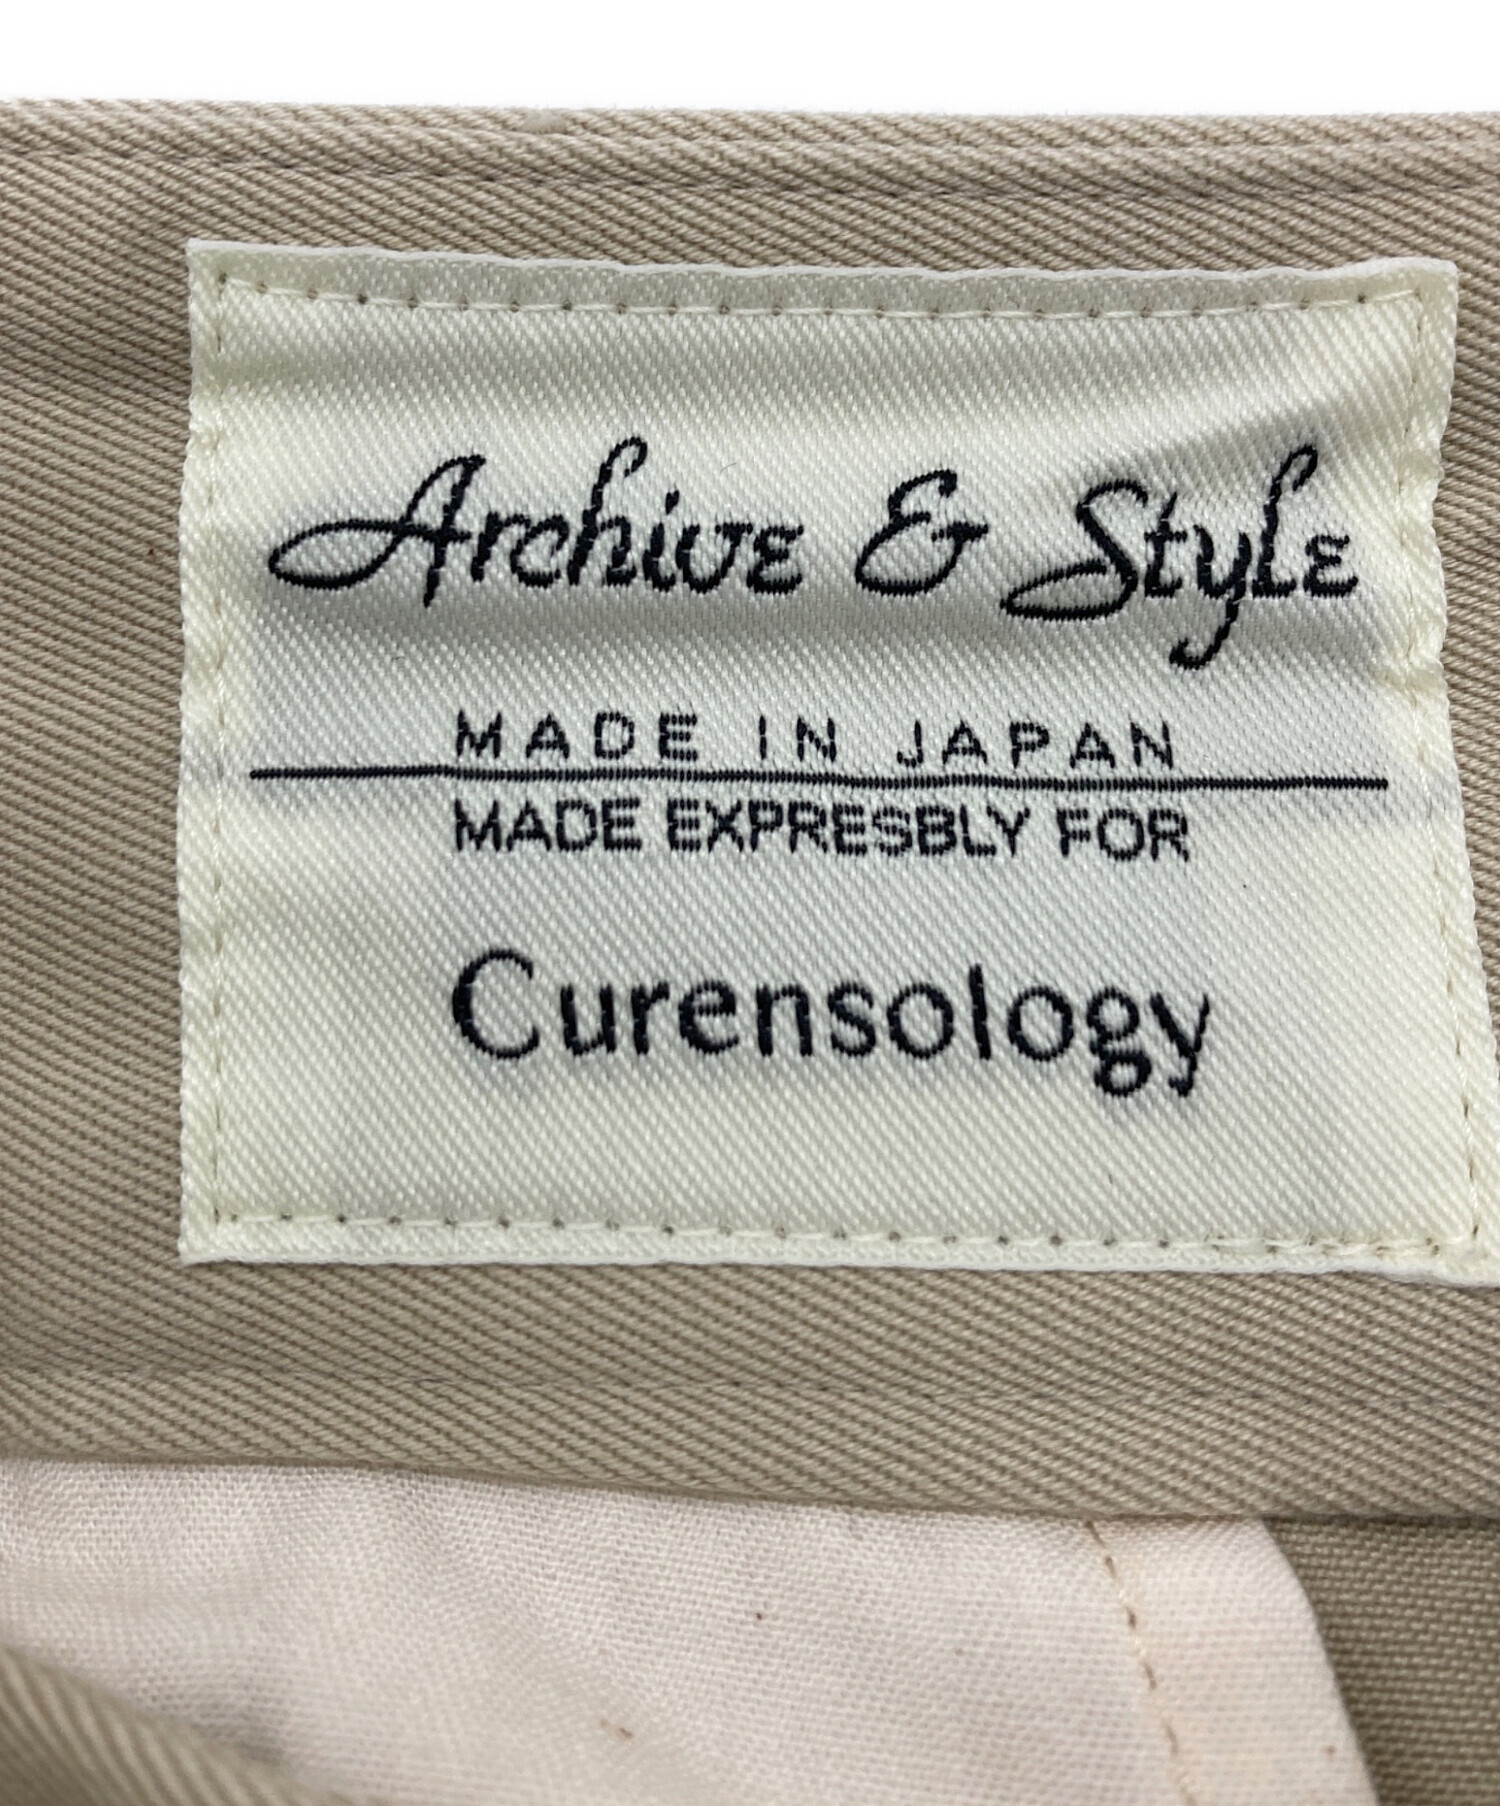 Archive & Style
MADE IN JAPAN
MADE EXPRESBLY FOR
Curensology